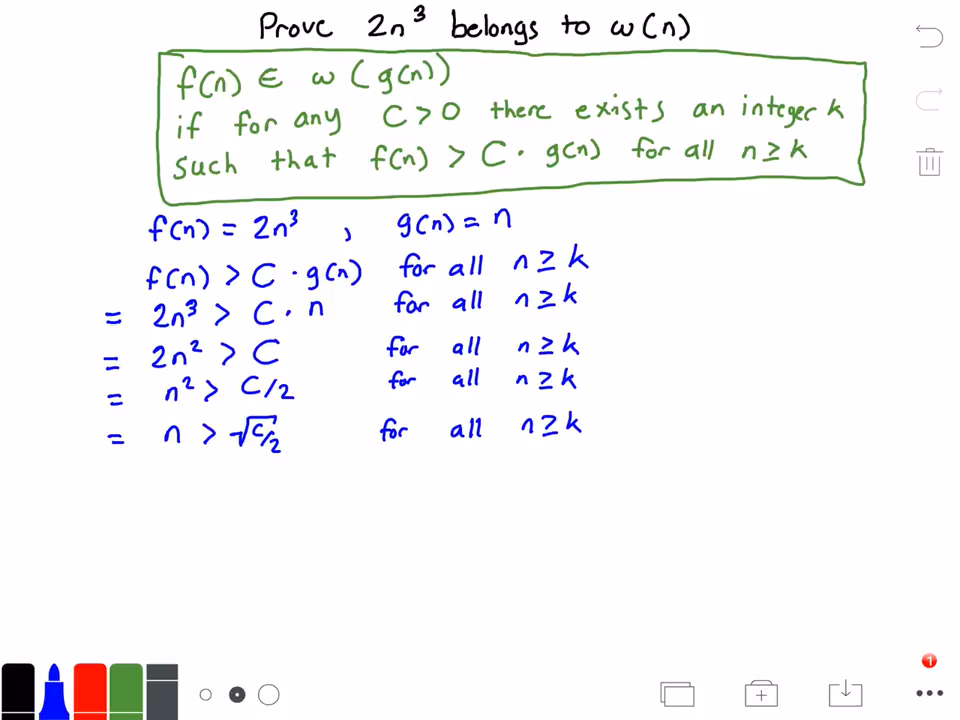 Prove 2n³ belongs to ω(n)
f(n) ∈ ω(g(n))
if for any C > 0 there exists an integer k
such that f(n) > C · g(n) for all n ≥ k
f(n) = 2n³ , g(n) = n
f(n) > C · g(n) for all n ≥ k
= 2n³ > C · n for all n ≥ k
= 2n² > C for all n ≥ k
= n² > C/2 for all n ≥ k
= n > √C/2 for all n ≥ k
1